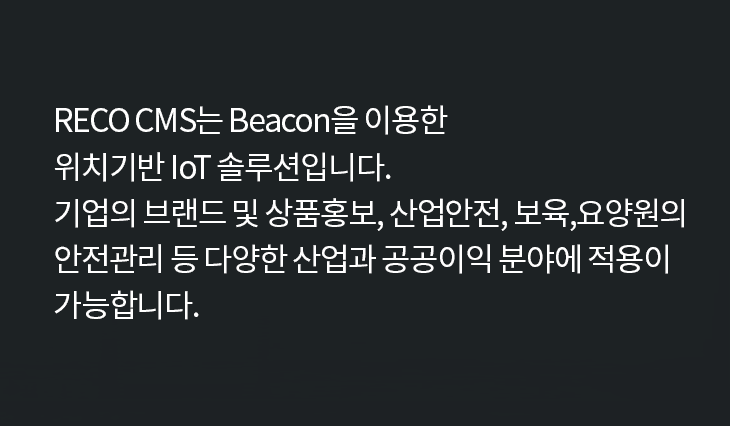 RECO CMS는 Beacon을 이용한
위치기반 IoT 솔루션입니다.
기업의 브랜드 및 상품홍보, 산업안전, 보육,요양원의
안전관리 등 다양한 산업과 공공이익 분야에 적용이
가능합니다.